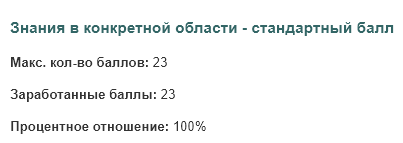 Знания в конкретной области - стандартный балл
Макс. кол-во баллов: 23
Заработанные баллы: 23
Процентное отношение: 100%